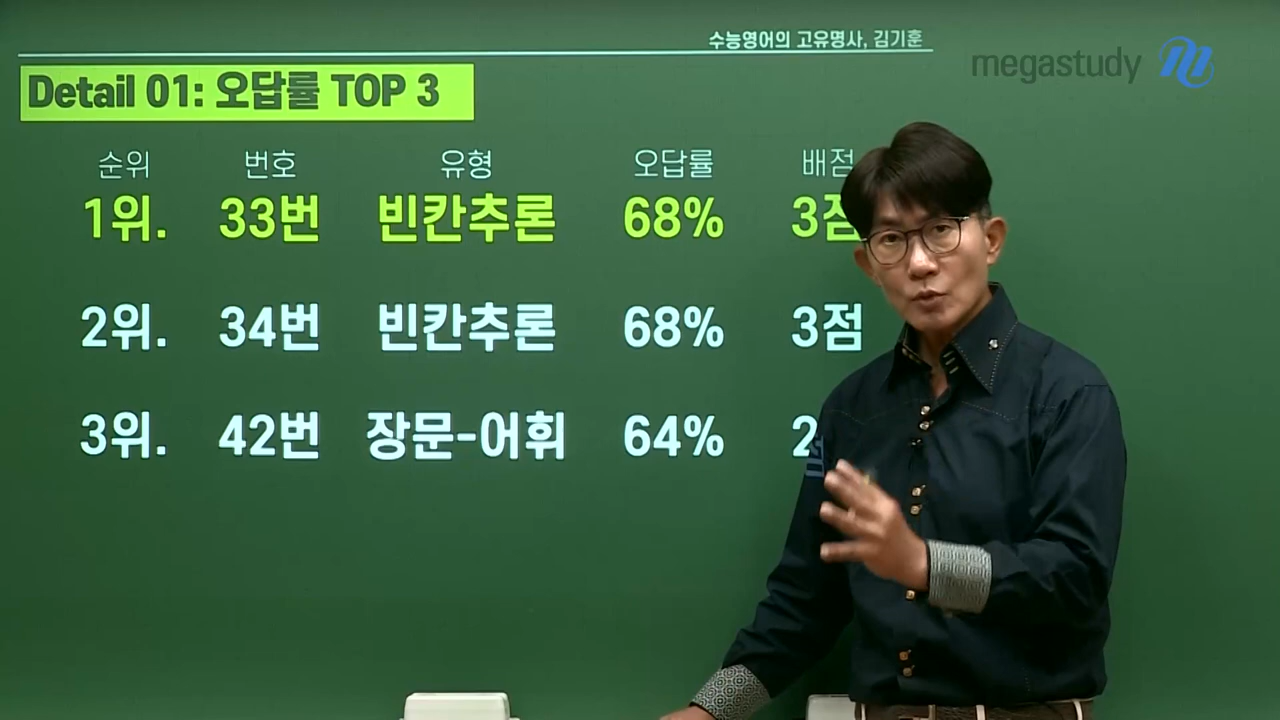 수능영어의 고유명사, 김기훈
megastudy
Detail 01: 오답률 TOP 3
순위 번호 유형 오답률 배점
1위. 33번 빈칸추론 68% 3점
2위. 34번 빈칸추론 68% 3점
3위. 42번 장문-어휘 64% 2